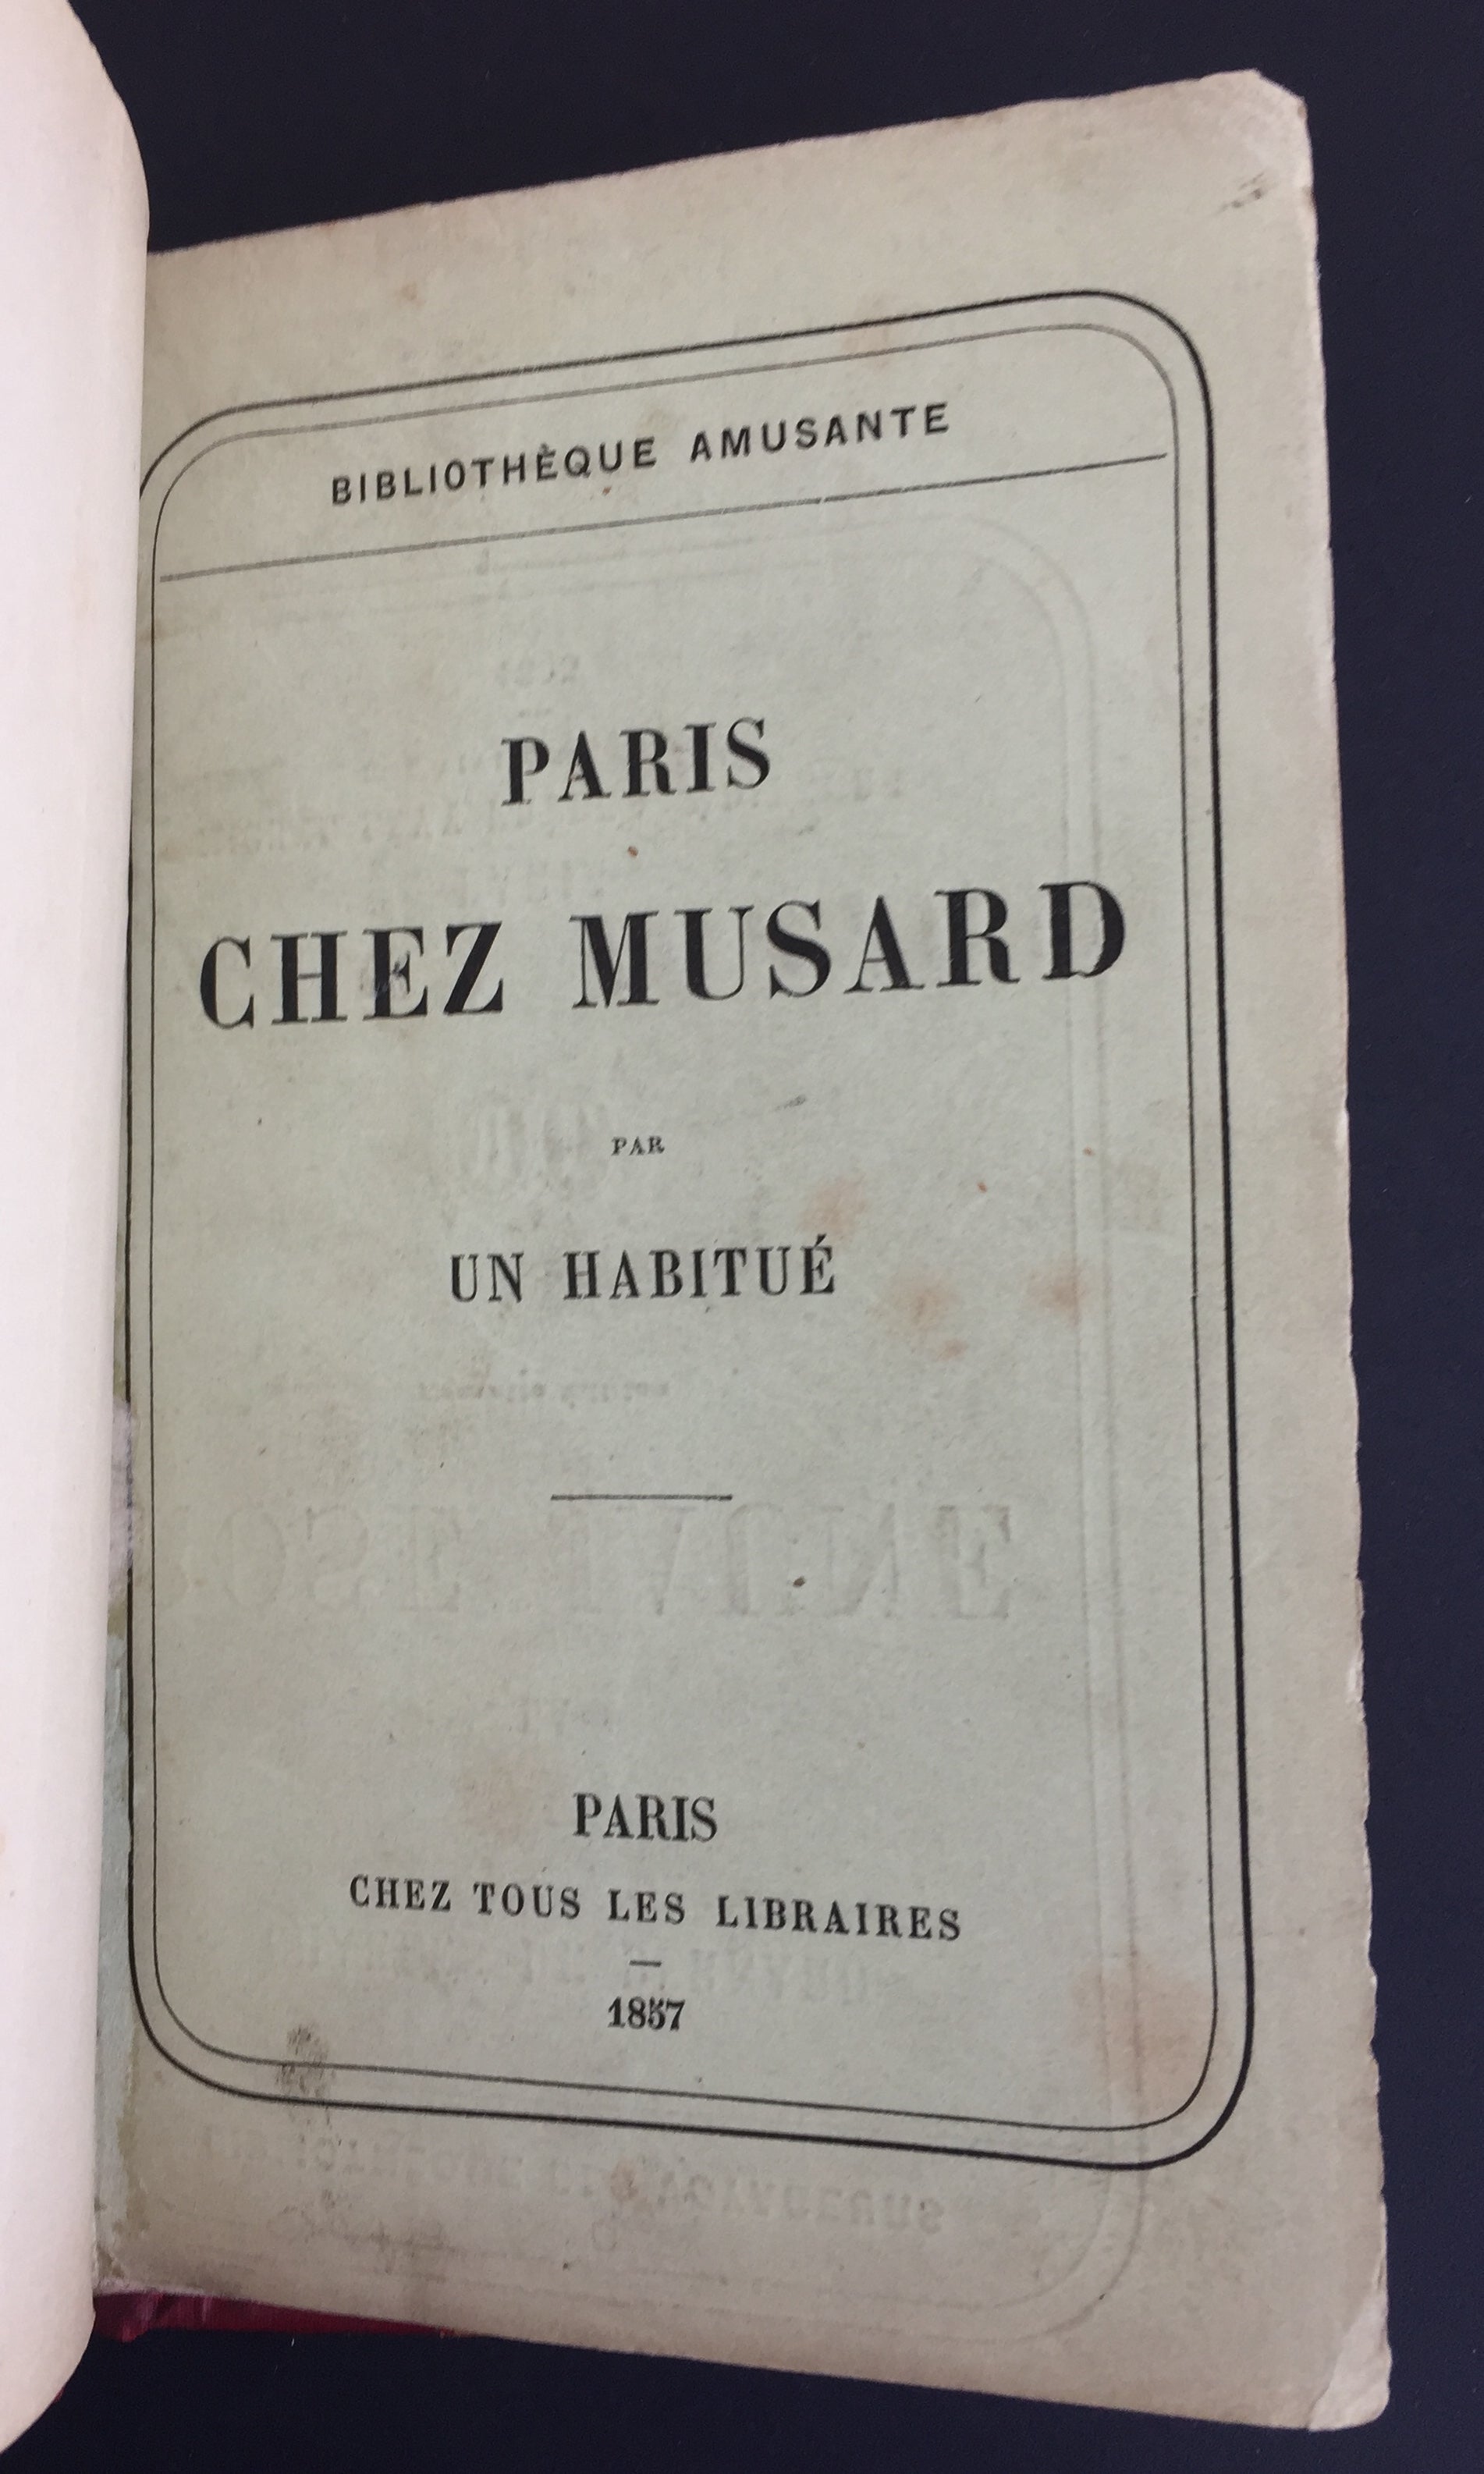 BIBLIOTHÈQUE AMUSANTE
PARIS
CHEZ MUSARD
PAR
UN HABITUÉ
PARIS
CHEZ TOUS LES LIBRAIRES
1857